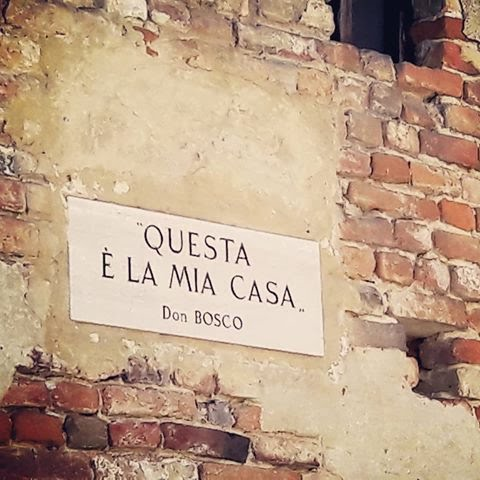 "QUESTA
È LA MIA CASA„
Don BOSCO